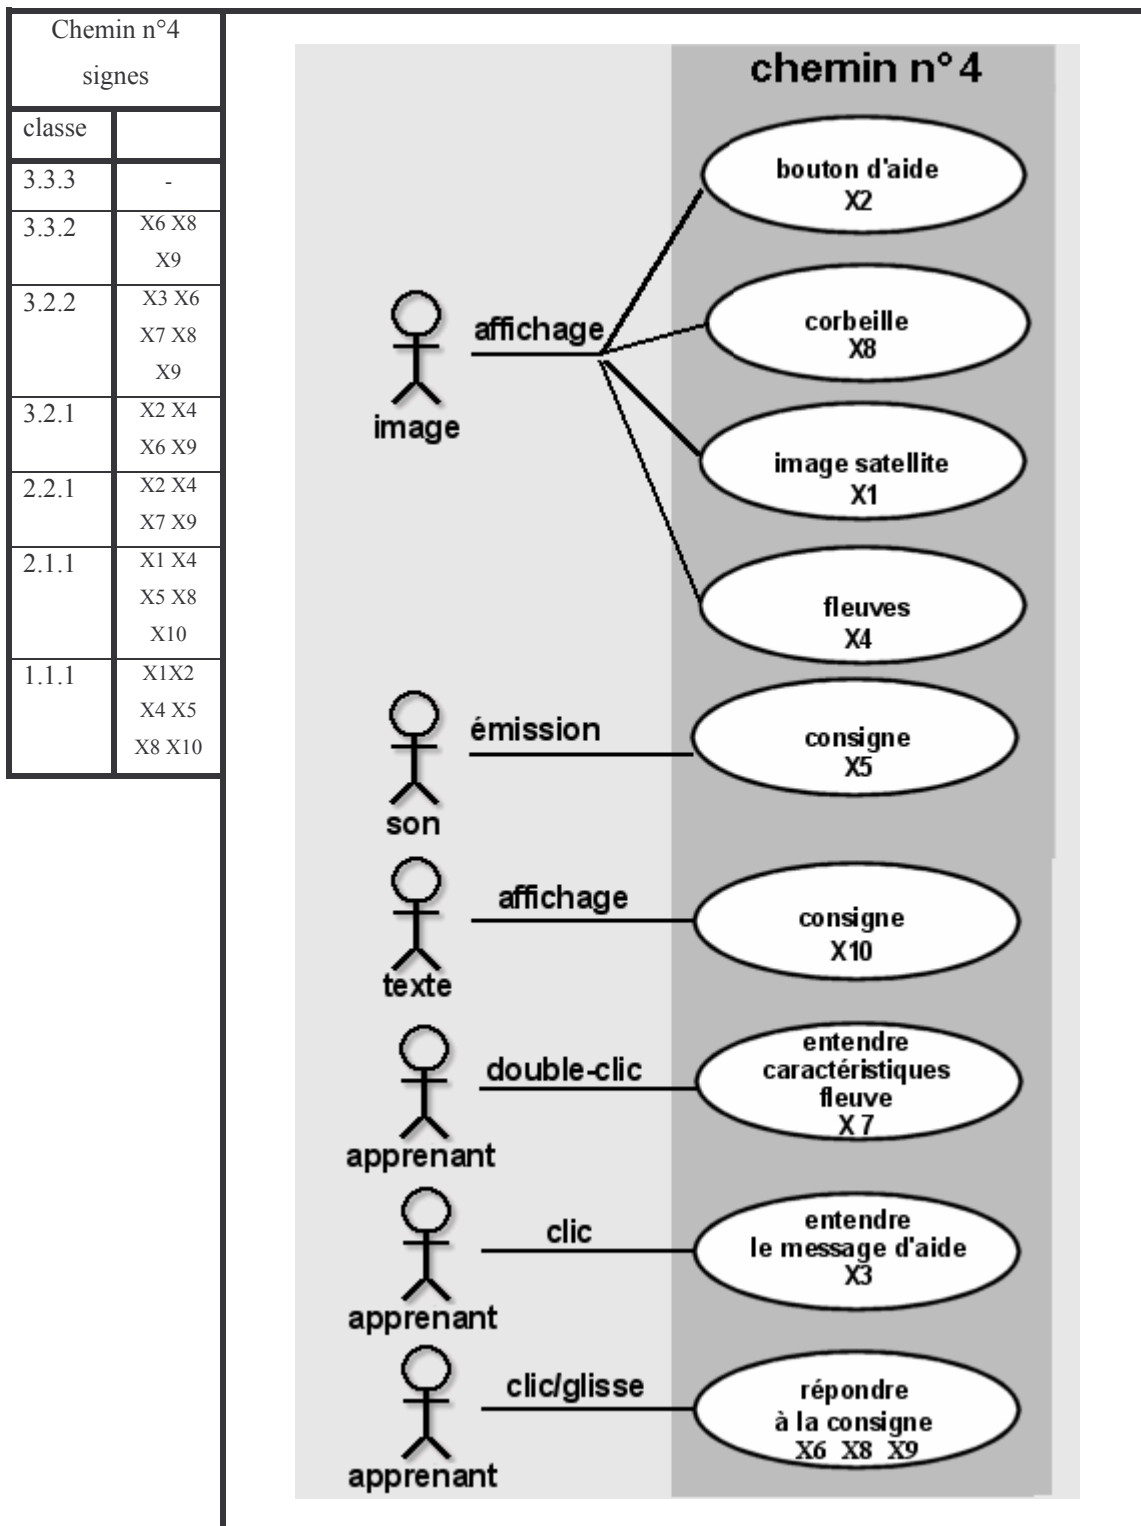 Chemin n°4
signes
classe
3.3.3 -
3.3.2 X6 X8
X9
3.2.2 X3 X6
X7 X8
X9
3.2.1 X2 X4
X6 X9
2.2.1 X2 X4
X7 X9
2.1.1 X1 X4
X5 X8
X10
1.1.1 X1X2
X4 X5
X8 X10
chemin n°4
bouton d'aide
X2
affichage
corbeille
X8
image
image satellite
X1
fleuves
X4
émission
consigne
X5
son
affichage
consigne
X10
texte
double-clic
entendre
caractéristiques
fleuve
X 7
apprenant
clic
entendre
le message d'aide
X3
apprenant
clic/glisse
répondre
à la consigne
X6 X8 X9
apprenant